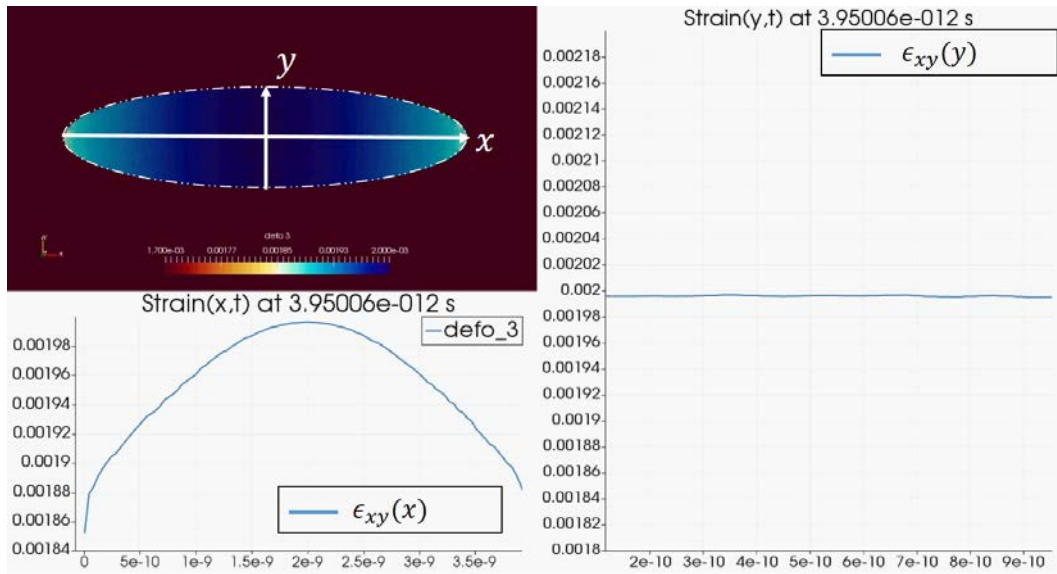 y
x
defo 3
1,700e-03 0.00177 0.00185 0.00193 2.000e-03
Strain(x,t) at 3.95006e-012 s
defo_3
0.00198
0.00196
0.00194
0.00192
0.0019
0.00188
0.00186
0.00184
ϵxy(x)
0 5e-10 1e-9 1.5e-9 2e-9 2.5e-9 3e-9 3.5e-9
Strain(y,t) at 3.95006e-012 s
ϵxy(y)
0.00218
0.00216
0.00214
0.00212
0.0021
0.00208
0.00206
0.00204
0.00202
0.002
0.00198
0.00196
0.00194
0.00192
0.0019
0.00188
0.00186
0.00184
0.00182
0.0018
2e-10 3e-10 4e-10 5e-10 6e-10 7e-10 8e-10 9e-10